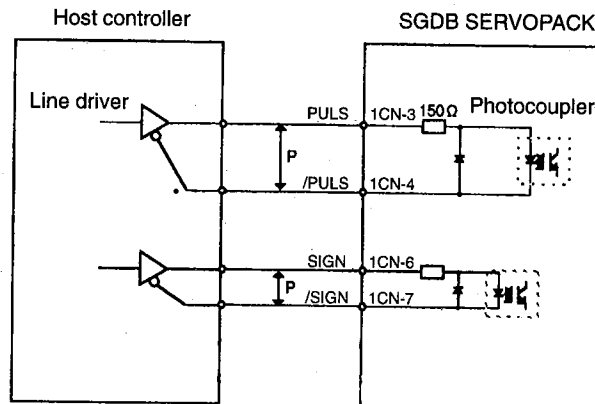 Host controller
SGDB SERVOPACK
Line driver
PULS
1CN-3
150Ω
Photocoupler
P
/PULS
1CN-4
SIGN
1CN-6
P
/SIGN
1CN-7